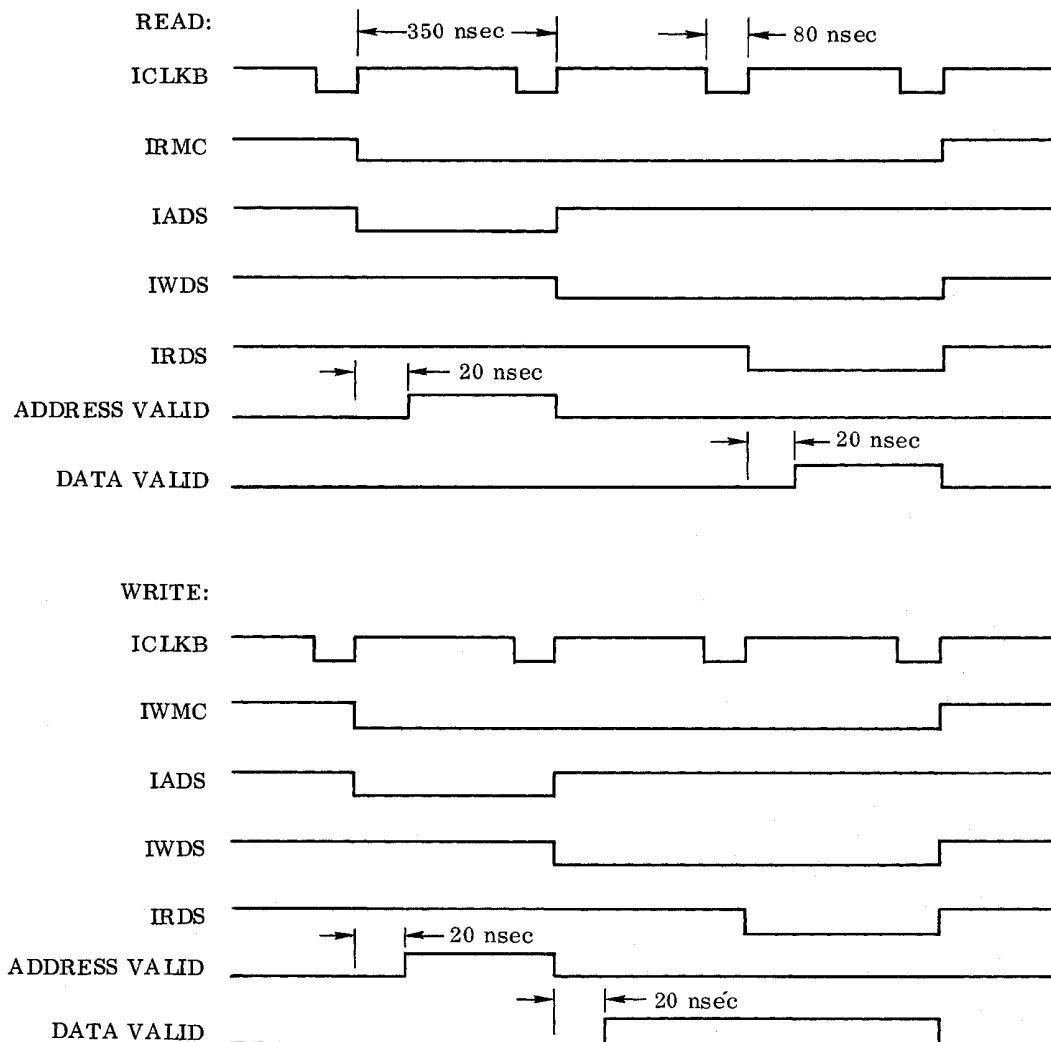 READ:
350 nsec
80 nsec
ICLKB
IRMC
IADS
IWDS
IRDS
20 nsec
ADDRESS VALID
20 nsec
DATA VALID
WRITE:
ICLKB
IWMC
IADS
IWDS
IRDS
20 nsec
ADDRESS VALID
20 nsec
DATA VALID